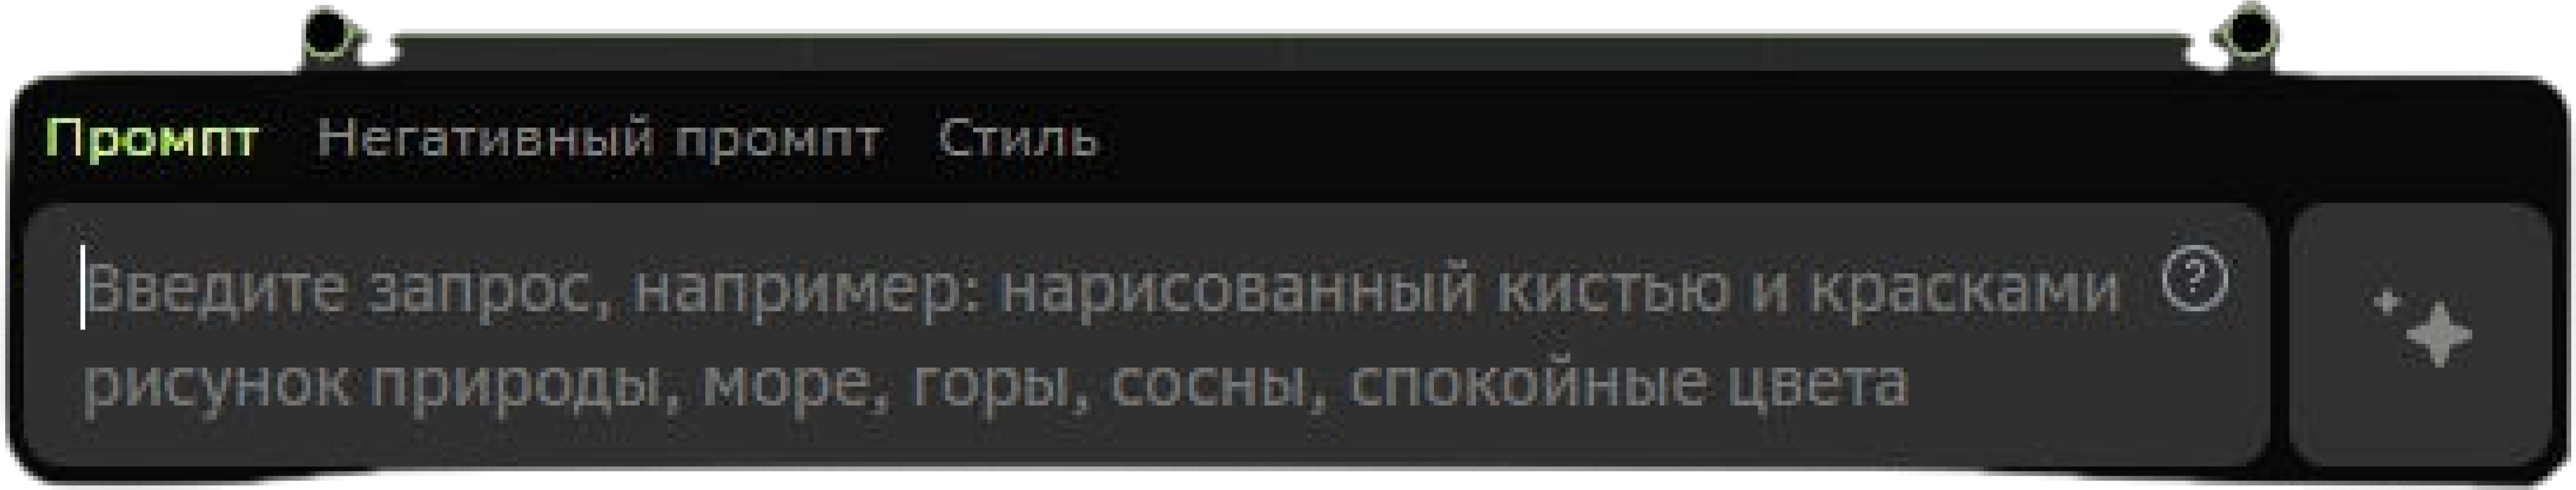 Промпт Негативный промпт Стиль
Введите запрос, например: нарисованный кистью и красками ?
рисунок природы, море, горы, сосны, спокойные цвета